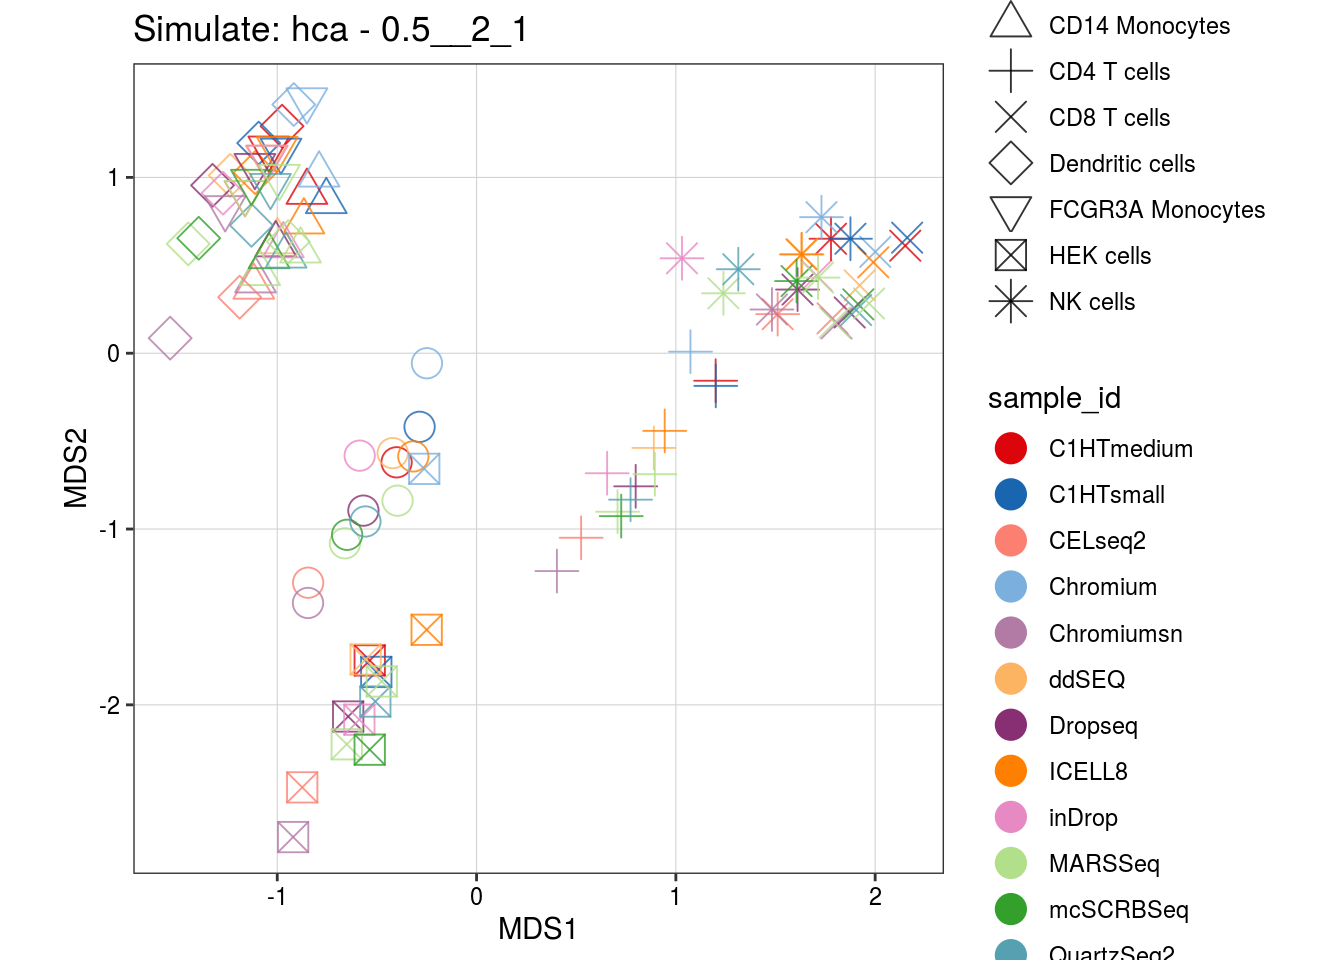 Simulate: hca - 0.5__2_1
1
0
-1
-2
-1
0
1
2
MDS1
MDS2
CD14 Monocytes
CD4 T cells
CD8 T cells
Dendritic cells
FCGR3A Monocytes
HEK cells
NK cells
sample_id
C1HTmedium
C1HTsmall
CELseq2
Chromium
Chromiumsn
ddSEQ
Dropseq
ICELL8
inDrop
MARSSeq
mcSCRBSeq
QuartzSeq2